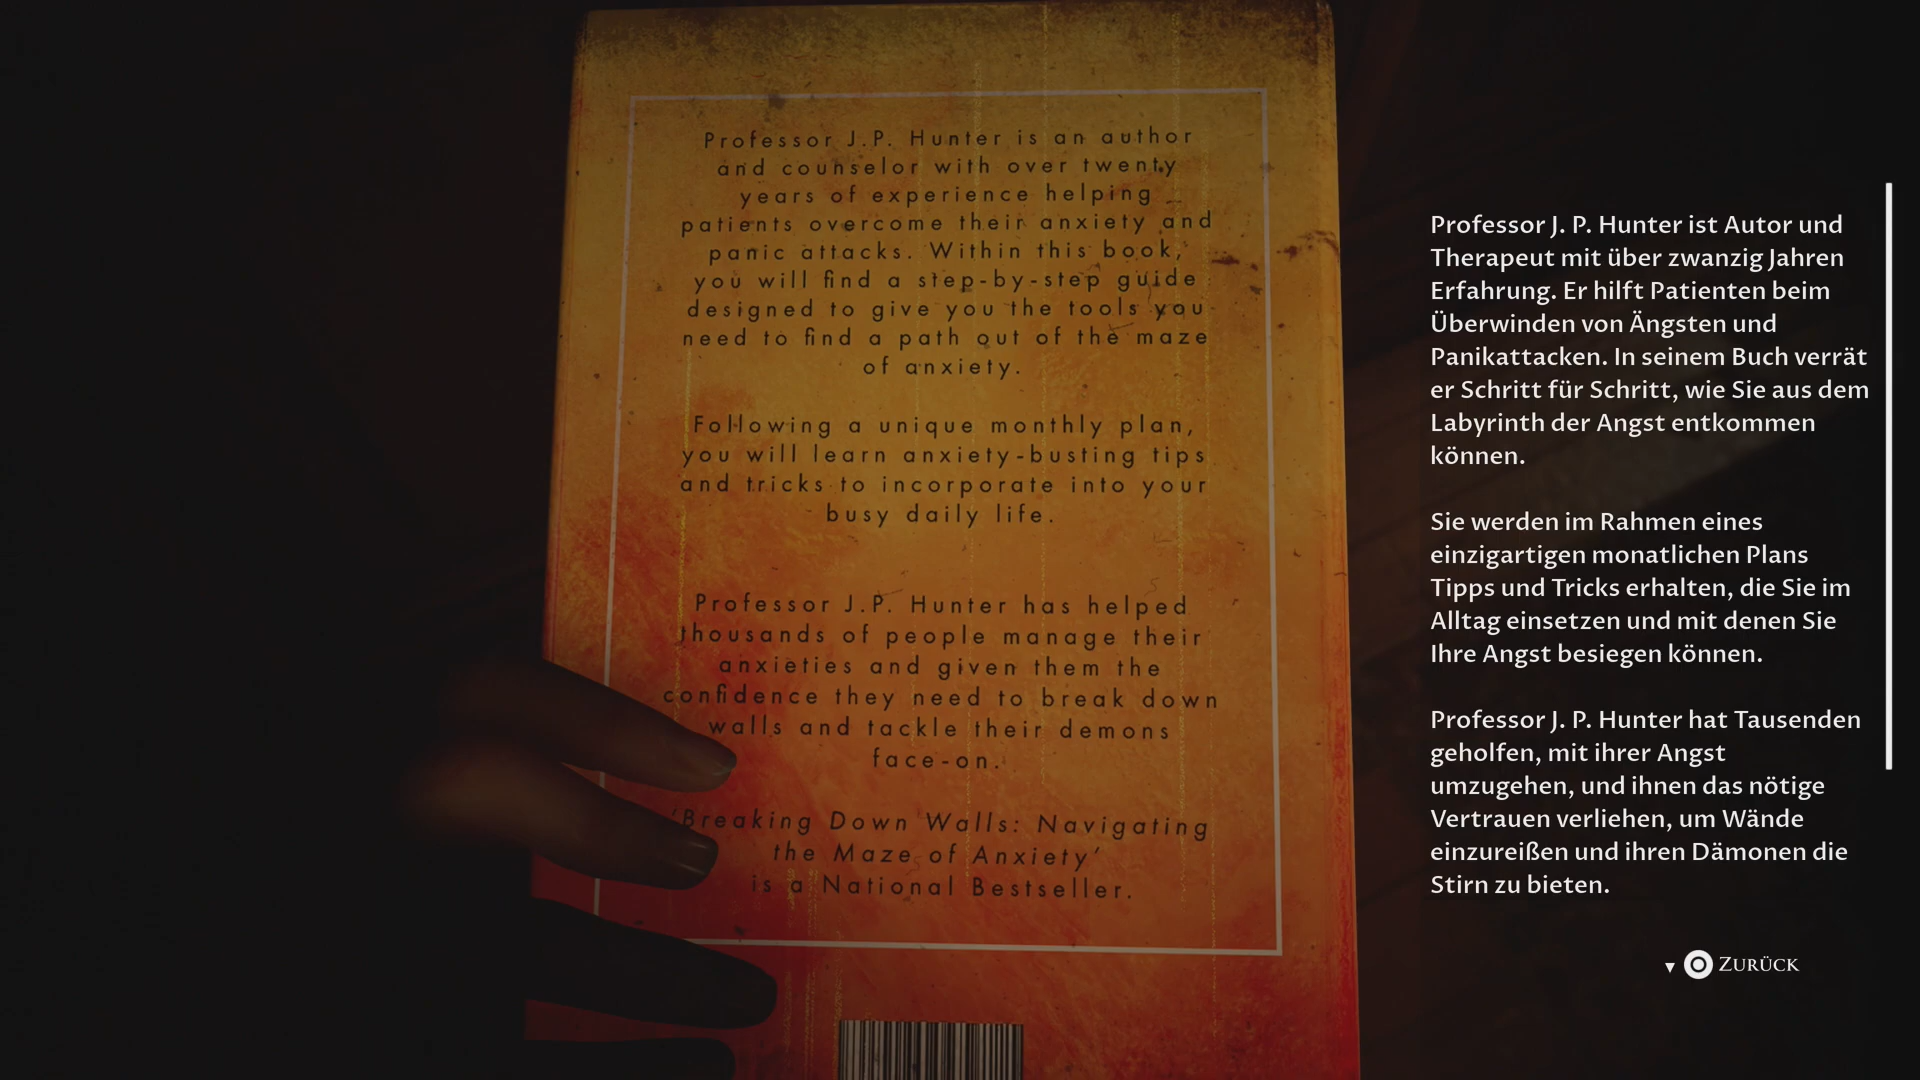 Professor J.P. Hunter is an author
and counselor with over twenty
years of experience helping
patients overcome their anxiety and
panic attacks. Within this book,
you will find a step-by-step guide
designed to give you the tools you
need to find a path out of the maze
of anxiety.
Following a unique monthly plan,
you will learn anxiety-busting tips
and tricks to incorporate into your
busy daily life.
Professor J.P. Hunter has helped
thousands of people manage their
anxieties and given them the
confidence they need to break down
walls and tackle their demons
face-on.
'Breaking Down Walls: Navigating
the Maze of Anxiety'
is a National Bestseller.
Professor J. P. Hunter ist Autor und
Therapeut mit über zwanzig Jahren
Erfahrung. Er hilft Patienten beim
Überwinden von Ängsten und
Panikattacken. In seinem Buch verrät
er Schritt für Schritt, wie Sie aus dem
Labyrinth der Angst entkommen
können.
Sie werden im Rahmen eines
einzigartigen monatlichen Plans
Tipps und Tricks erhalten, die Sie im
Alltag einsetzen und mit denen Sie
Ihre Angst besiegen können.
Professor J. P. Hunter hat Tausenden
geholfen, mit ihrer Angst
umzugehen, und ihnen das nötige
Vertrauen verliehen, um Wände
einzureißen und ihren Dämonen die
Stirn zu bieten.
Zurück